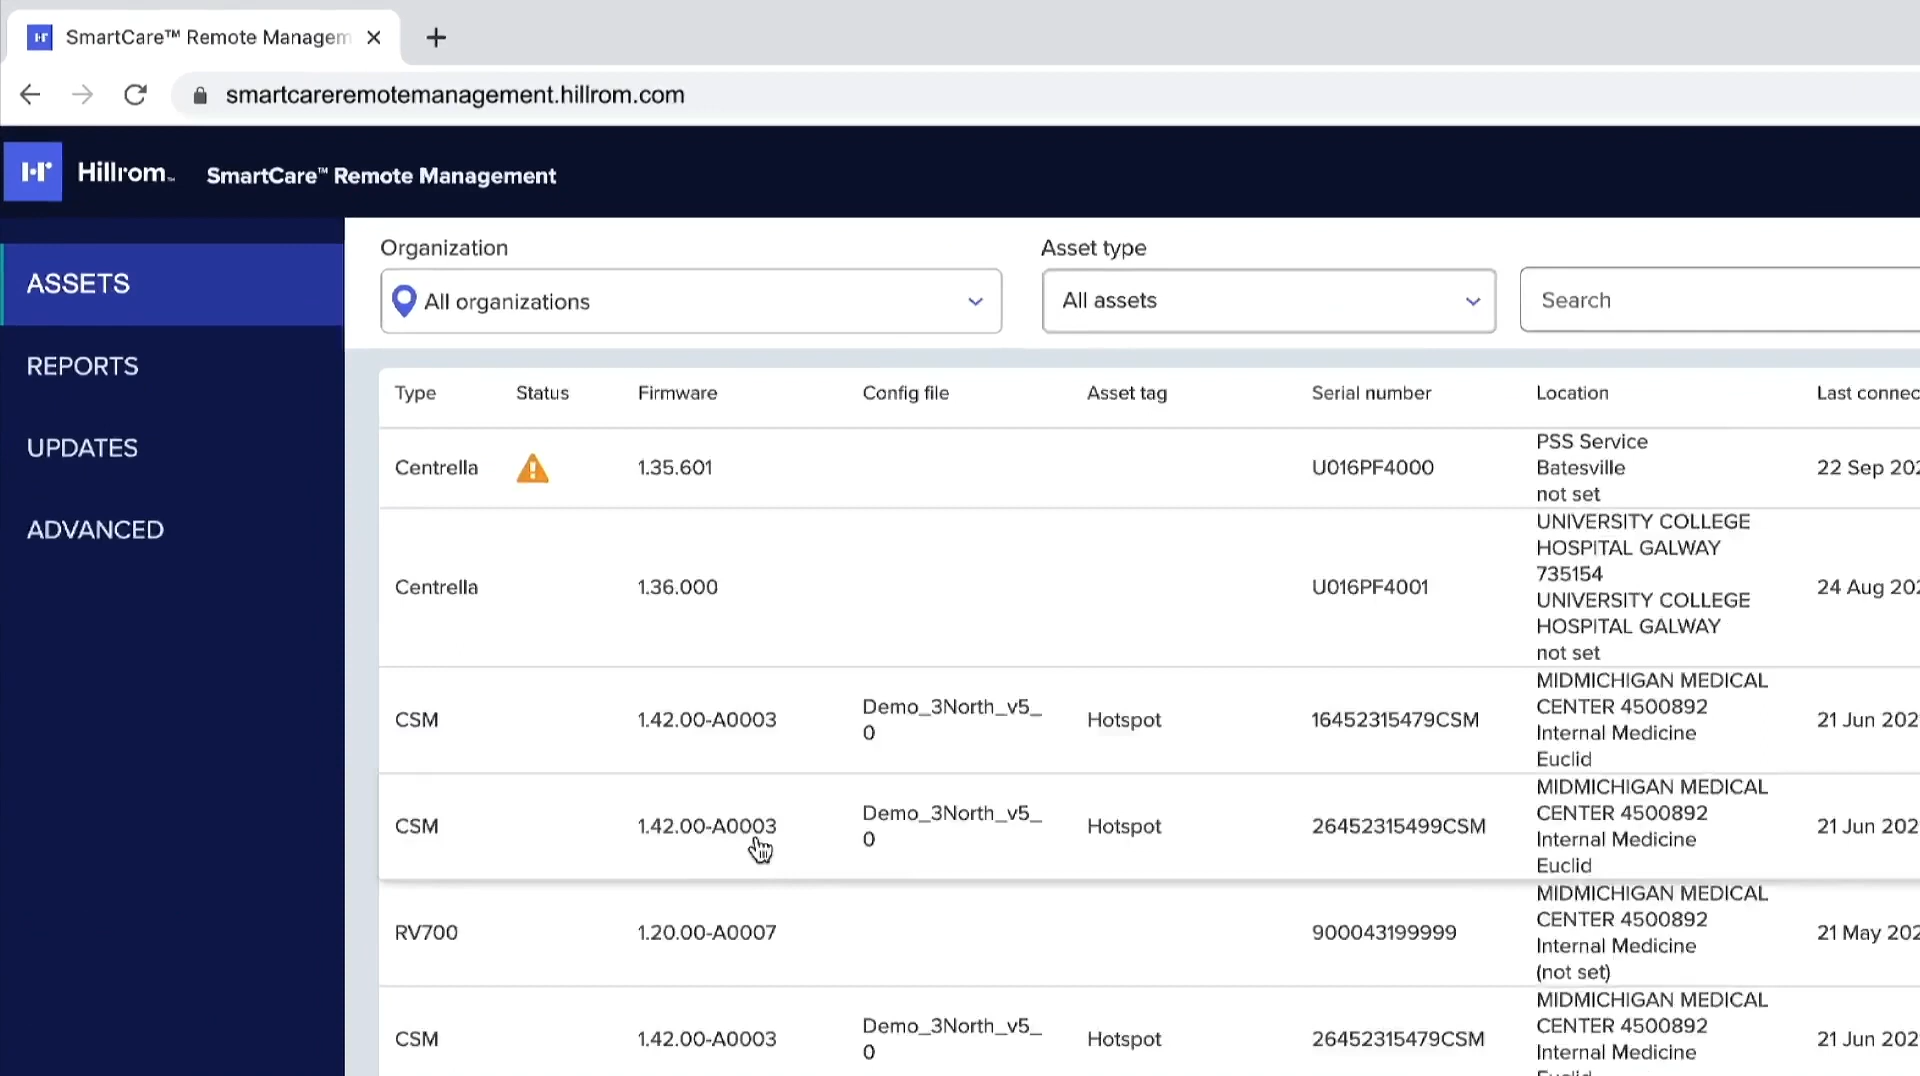 SmartCare™ Remote Managem
smartcareremotemanagement.hillrom.com
Hillrom™ SmartCare™ Remote Management
ASSETS
REPORTS
UPDATES
ADVANCED
Organization
All organizations
Asset type
All assets
Search
Type Status Firmware Config file Asset tag Serial number Location Last connec
Centrella 1.35.601 U016PF4000 22 Sep 202
PSS Service
Batesville
not set
Centrella 1.36.000 U016PF4001 24 Aug 202
UNIVERSITY COLLEGE
HOSPITAL GALWAY
735154
UNIVERSITY COLLEGE
HOSPITAL GALWAY
not set
CSM 1.42.00-A0003 Demo_3North_v5_
0
Hotspot 16452315479CSM 21 Jun 202
MIDMICHIGAN MEDICAL
CENTER 4500892
Internal Medicine
Euclid
CSM 1.42.00-A0003 Demo_3North_v5_
0
Hotspot 26452315499CSM 21 Jun 202
MIDMICHIGAN MEDICAL
CENTER 4500892
Internal Medicine
Euclid
RV700 1.20.00-A0007 900043199999 21 May 202
MIDMICHIGAN MEDICAL
CENTER 4500892
Internal Medicine
(not set)
CSM 1.42.00-A0003 Demo_3North_v5_
0
Hotspot 26452315479CSM 21 Jun 202
MIDMICHIGAN MEDICAL
CENTER 4500892
Internal Medicine